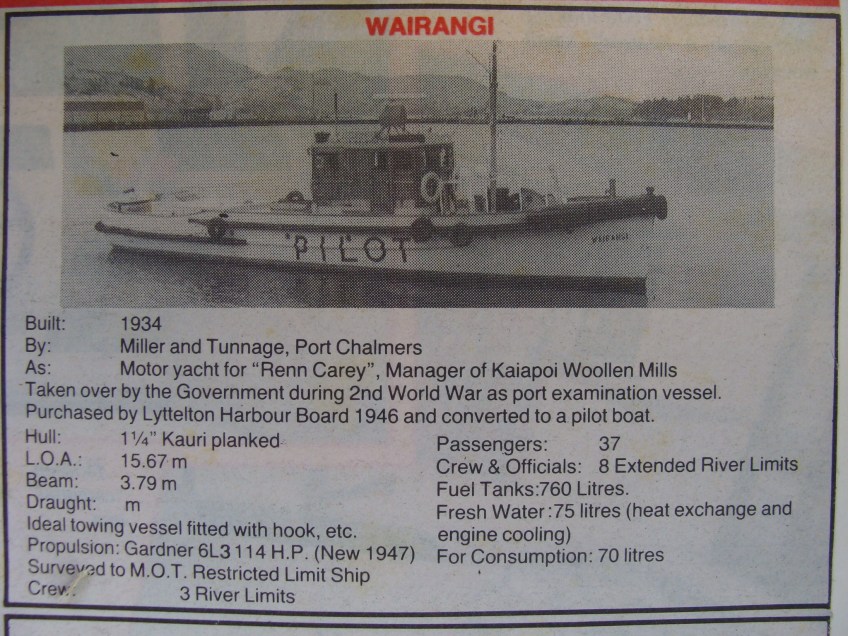 WAIRANGI
PILOT
WAIRANGI
Built: 1934
By: Miller and Tunnage, Port Chalmers
As: Motor yacht for “Renn Carey”, Manager of Kaiapoi Woollen Mills
Taken over by the Government during 2nd World War as port examination vessel.
Purchased by Lyttelton Harbour Board 1946 and converted to a pilot boat.
Hull: 1¼” Kauri planked
L.O.A.: 15.67 m
Beam: 3.79 m
Draught: m
Ideal towing vessel fitted with hook, etc.
Propulsion: Gardner 6L3 114 H.P. (New 1947)
Surveyed to M.O.T. Restricted Limit Ship
Crew: 3 River Limits
Passengers: 37
Crew & Officials: 8 Extended River Limits
Fuel Tanks:760 Litres.
Fresh Water:75 litres (heat exchange and
engine cooling)
For Consumption: 70 litres